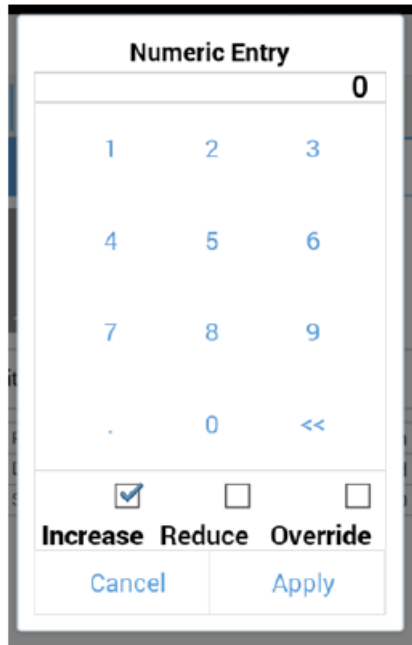 Numeric Entry
0
1 2 3
4 5 6
7 8 9
. 0 <<
Increase Reduce Override
Cancel Apply